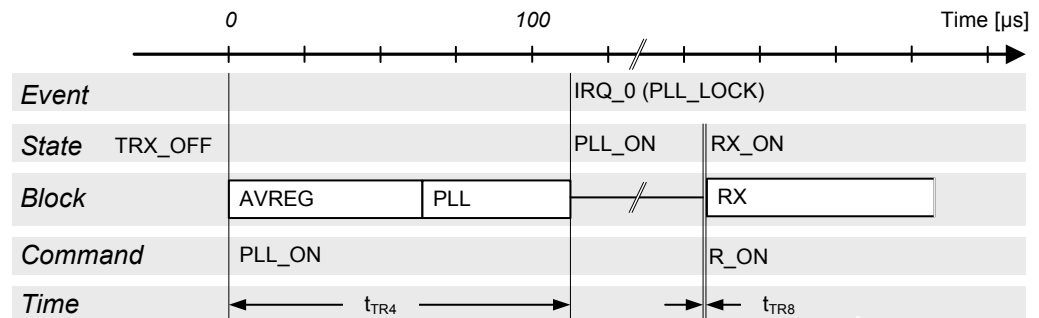 0 100 Time [µs]
Event IRQ_0 (PLL_LOCK)
State TRX_OFF PLL_ON RX_ON
Block AVREG PLL RX
Command PLL_ON R_ON
Time tTR4 tTR8